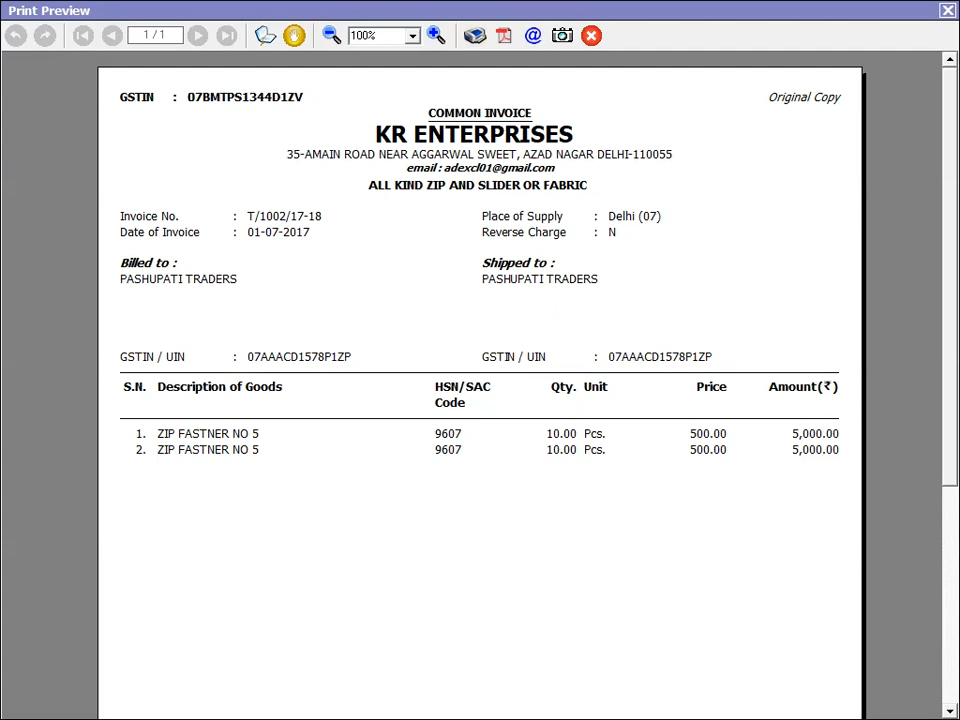 Print Preview
1 / 1
100%
GSTIN : 07BMTPS1344D1ZV
Original Copy
COMMON INVOICE
KR ENTERPRISES
35-AMAIN ROAD NEAR AGGARWAL SWEET, AZAD NAGAR DELHI-110055
email : adexcl01@gmail.com
ALL KIND ZIP AND SLIDER OR FABRIC
Invoice No. : T/1002/17-18 Place of Supply : Delhi (07)
Date of Invoice : 01-07-2017 Reverse Charge : N
Billed to : Shipped to :
PASHUPATI TRADERS PASHUPATI TRADERS
GSTIN / UIN : 07AAACD1578P1ZP GSTIN / UIN : 07AAACD1578P1ZP
S.N. Description of Goods HSN/SAC Qty. Unit Price Amount(₹)
Code
1. ZIP FASTNER NO 5 9607 10.00 Pcs. 500.00 5,000.00
2. ZIP FASTNER NO 5 9607 10.00 Pcs. 500.00 5,000.00